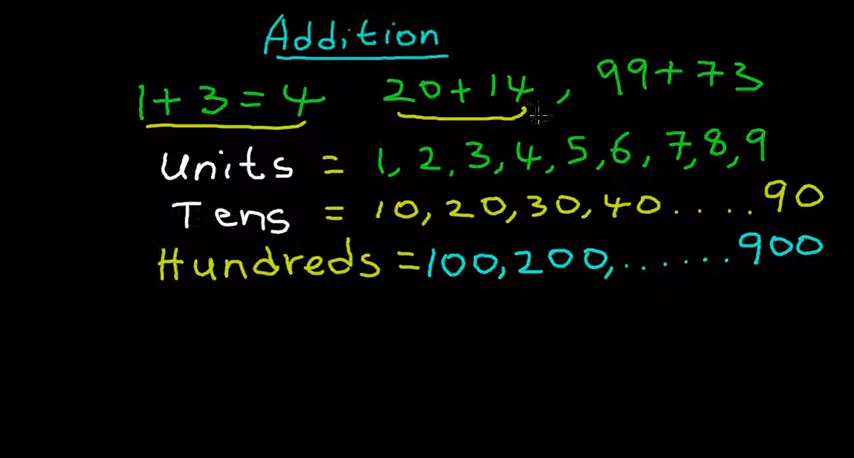 Addition
1 + 3 = 4 20 + 14 , 99 + 73
Units = 1, 2, 3, 4, 5, 6, 7, 8, 9
Tens = 10, 20, 30, 40 . . . . . 90
Hundreds = 100, 200, . . . . . . 900